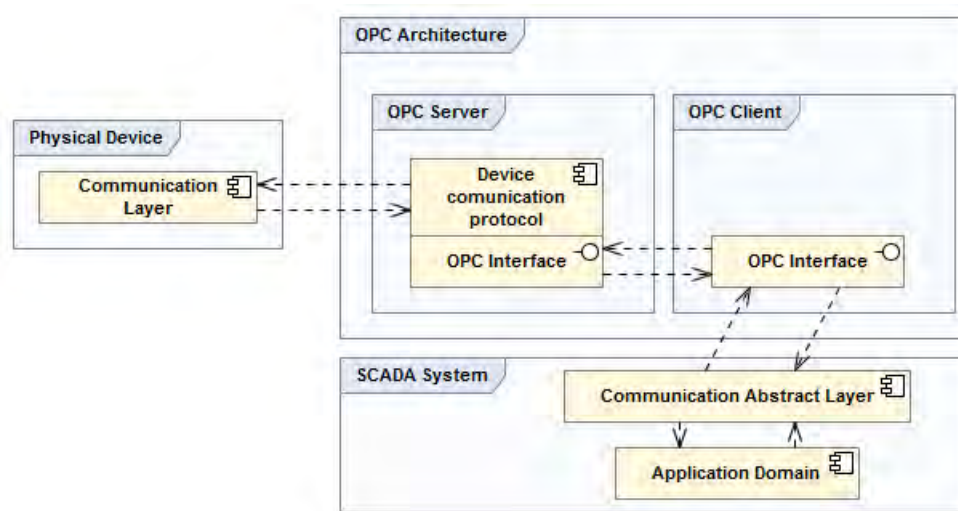 OPC Architecture
OPC Server
OPC Client
Physical Device
Communication
Layer
Device
comunication
protocol
OPC Interface
OPC Interface
SCADA System
Communication Abstract Layer
Application Domain